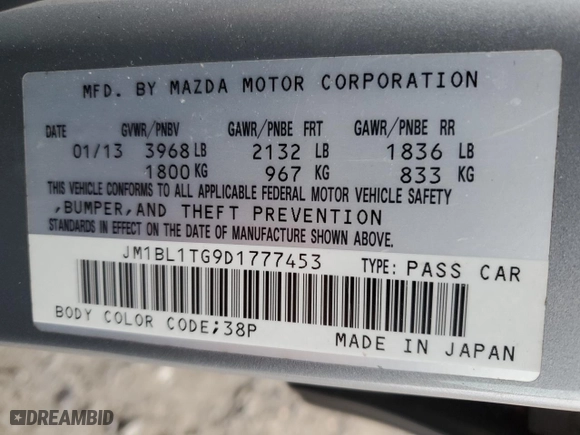 MFD. BY MAZDA MOTOR CORPORATION
DATE GVWR/PNBV GAWR/PNBE FRT GAWR/PNBE RR
01/13 3968 LB 2132 LB 1836 LB
1800 KG 967 KG 833 KG
THIS VEHICLE CONFORMS TO ALL APPLICABLE FEDERAL MOTOR VEHICLE SAFETY
,BUMPER,AND THEFT PREVENTION
STANDARDS IN EFFECT ON THE DATE OF MANUFACTURE SHOWN ABOVE.
JM1BL1TG9D1777453 TYPE: PASS CAR
BODY COLOR CODE;38P MADE IN JAPAN
DREAMBID